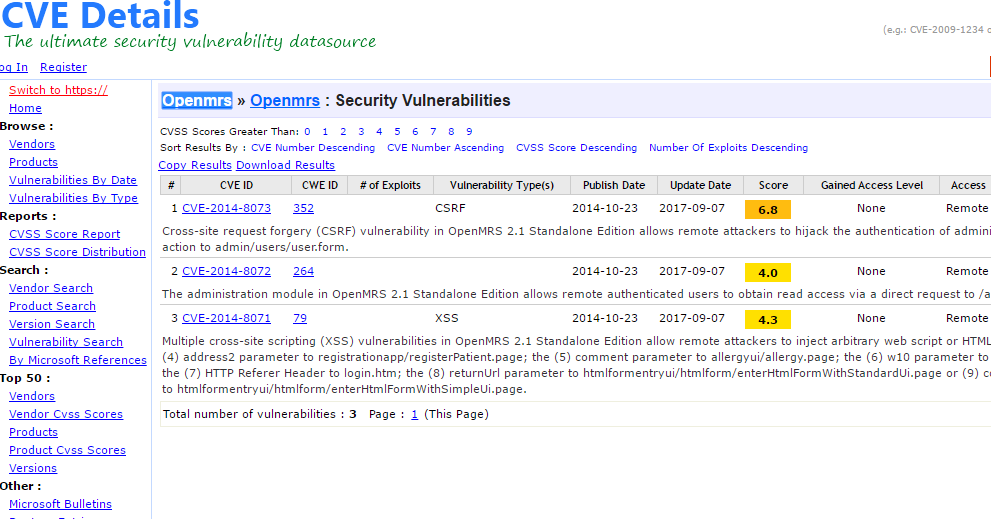 CVE Details
The ultimate security vulnerability datasource
(e.g.: CVE-2009-1234
og In Register
Switch to https://
Home
Browse :
Vendors
Products
Vulnerabilities By Date
Vulnerabilities By Type
Reports :
CVSS Score Report
CVSS Score Distribution
Search :
Vendor Search
Product Search
Version Search
Vulnerability Search
By Microsoft References
Top 50 :
Vendors
Vendor Cvss Scores
Products
Product Cvss Scores
Versions
Other :
Microsoft Bulletins
Openmrs » Openmrs : Security Vulnerabilities
CVSS Scores Greater Than: 0 1 2 3 4 5 6 7 8 9
Sort Results By : CVE Number Descending CVE Number Ascending CVSS Score Descending Number Of Exploits Descending
Copy Results Download Results
# CVE ID CWE ID # of Exploits Vulnerability Type(s) Publish Date Update Date Score Gained Access Level Access
1 CVE-2014-8073 352 CSRF 2014-10-23 2017-09-07 6.8 None Remote
Cross-site request forgery (CSRF) vulnerability in OpenMRS 2.1 Standalone Edition allows remote attackers to hijack the authentication of admini
action to admin/users/user.form.
2 CVE-2014-8072 264 2014-10-23 2017-09-07 4.0 None Remote
The administration module in OpenMRS 2.1 Standalone Edition allows remote authenticated users to obtain read access via a direct request to /a
3 CVE-2014-8071 79 XSS 2014-10-23 2017-09-07 4.3 None Remote
Multiple cross-site scripting (XSS) vulnerabilities in OpenMRS 2.1 Standalone Edition allow remote attackers to inject arbitrary web script or HTML
(4) address2 parameter to registrationapp/registerPatient.page; the (5) comment parameter to allergyui/allergy.page; the (6) w10 parameter to
the (7) HTTP Referer Header to login.htm; the (8) returnUrl parameter to htmlformentryui/htmlform/enterHtmlFormWithStandardUi.page or (9) c
to htmlformentryui/htmlform/enterHtmlFormWithSimpleUi.page.
Total number of vulnerabilities : 3 Page : 1 (This Page)